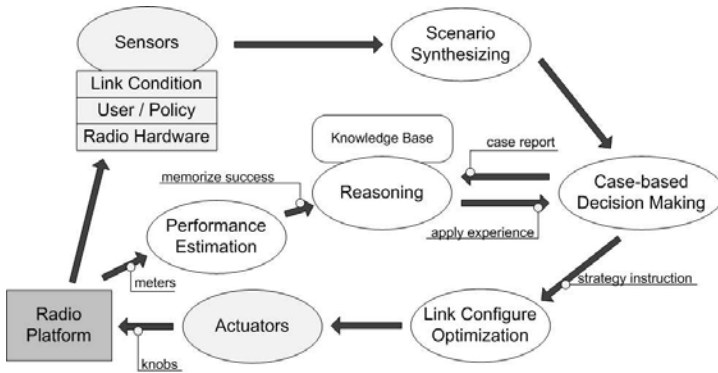 Sensors
Scenario
Synthesizing
Link Condition
User / Policy
Radio Hardware
Knowledge Base
case report
memorize success
Reasoning
Case-based
Decision Making
Performance
Estimation
apply experience
meters
strategy instruction
Radio
Platform
Actuators
Link Configure
Optimization
knobs